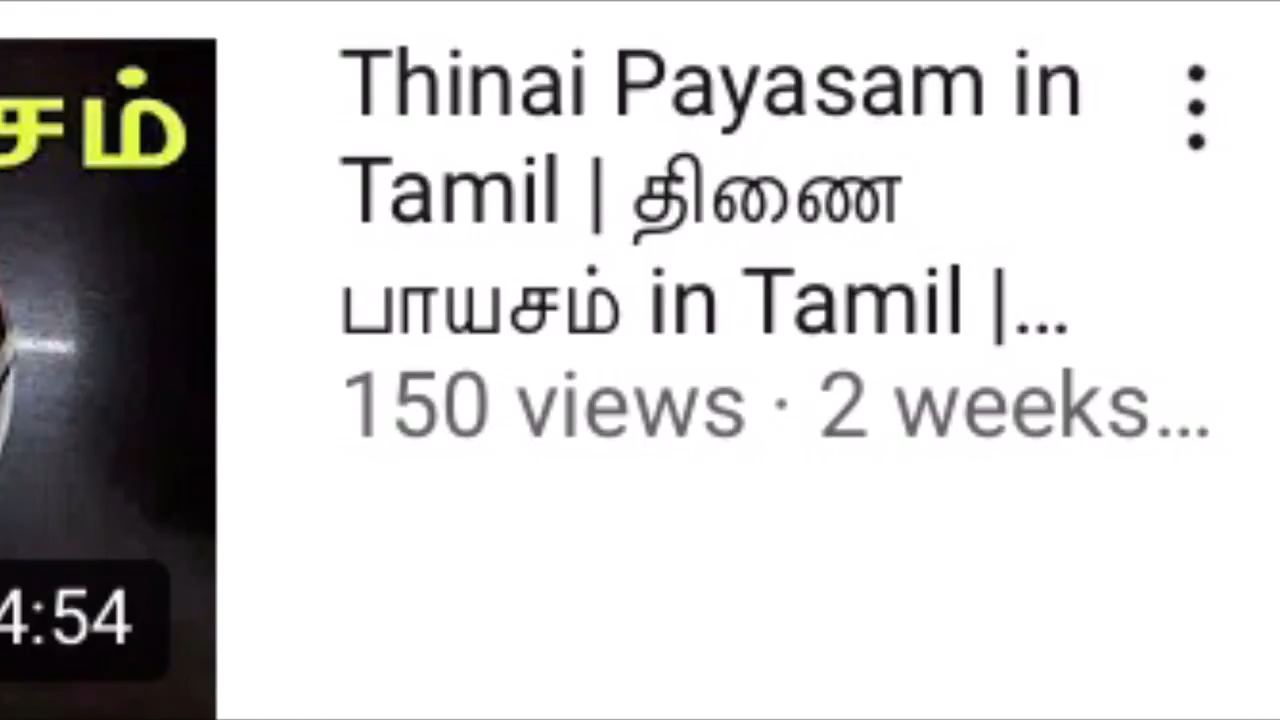 சம்
Thinai Payasam in
Tamil | திணை
பாயசம் in Tamil |...
150 views · 2 weeks...
4:54